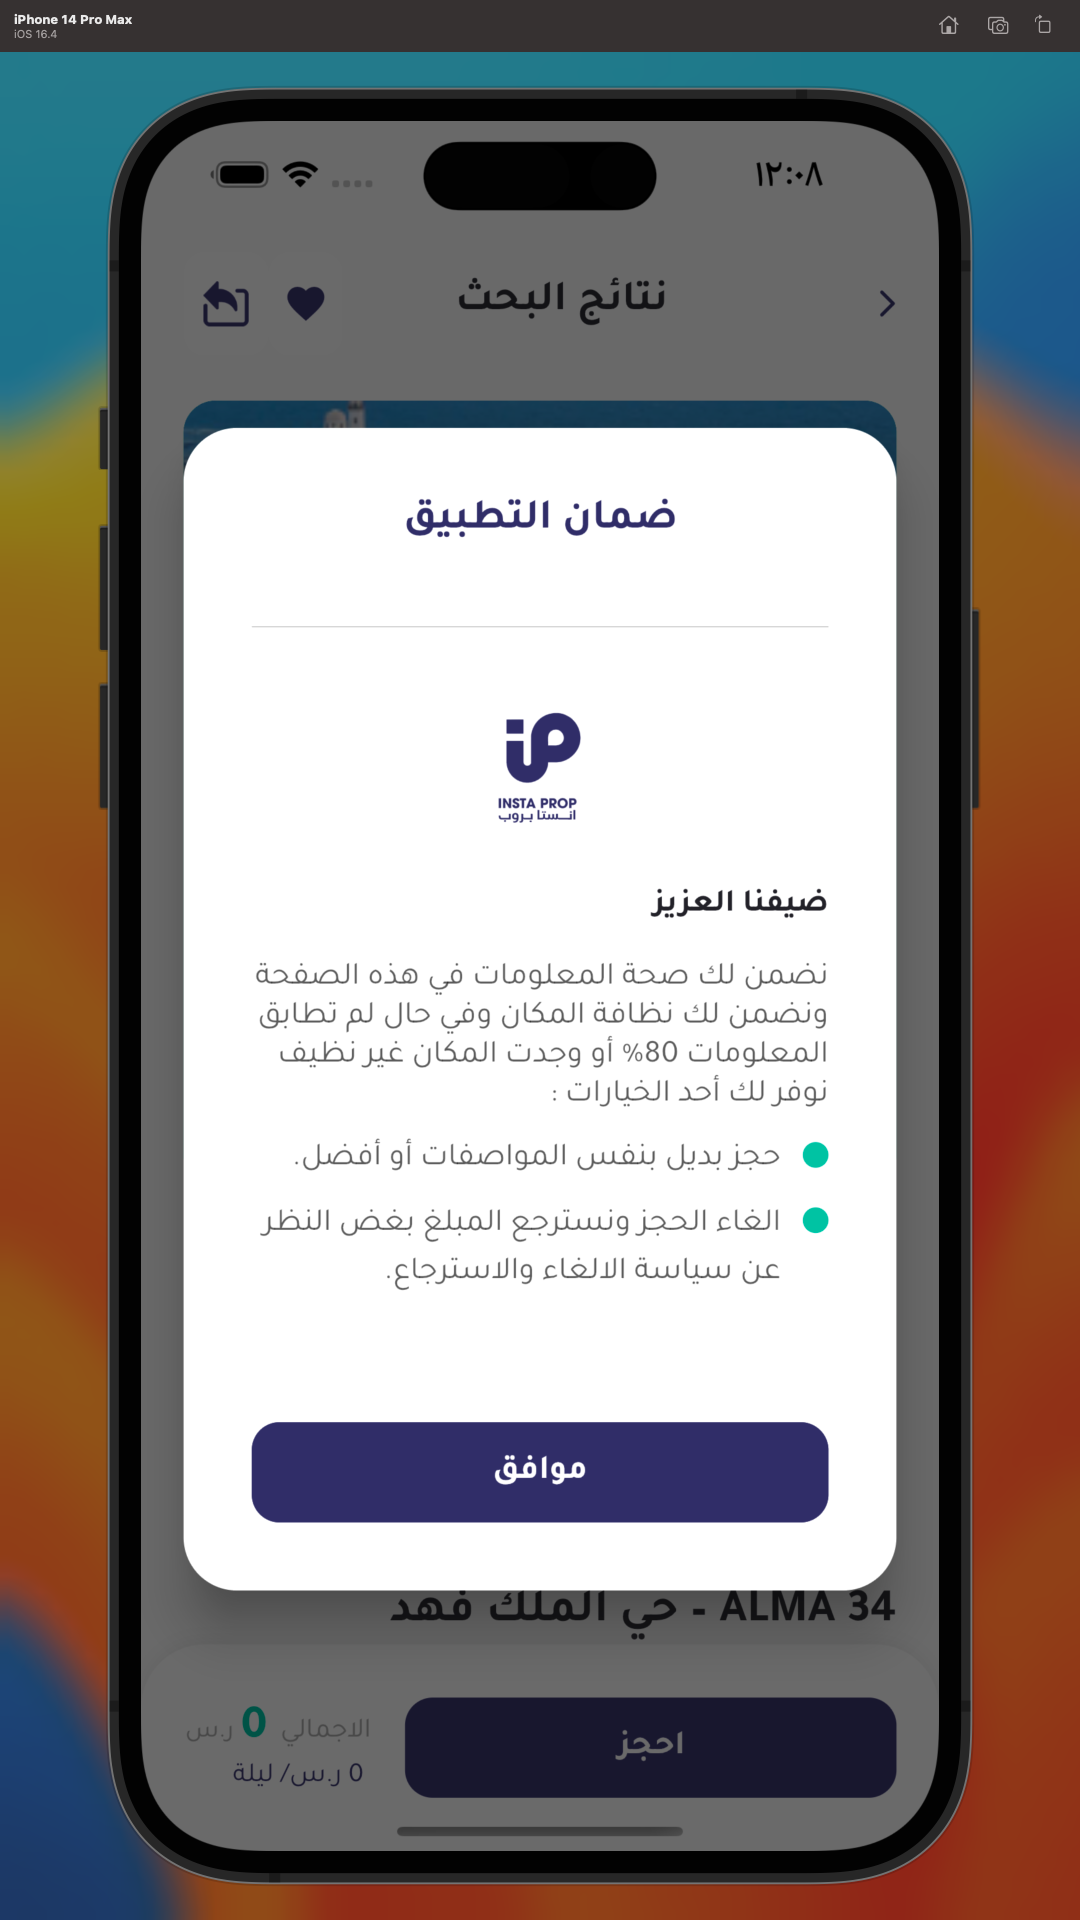 iPhone 14 Pro Max
iOS 16.4
١٢:٠٨
نتائج البحث
ضمان التطبيق
INSTA PROP
انستا بروب
ضيفنا العزيز
نضمن لك صحة المعلومات في هذه الصفحة
ونضمن لك نظافة المكان وفي حال لم تطابق
المعلومات 80% أو وجدت المكان غير نظيف
نوفر لك أحد الخيارات :
حجز بديل بنفس المواصفات أو أفضل.
الغاء الحجز ونسترجع المبلغ بغض النظر
عن سياسة الالغاء والاسترجاع.
موافق
ALMA 34 - حي الملك فهد
احجز
الاجمالي 0 ر.س
0 ر.س/ ليلة